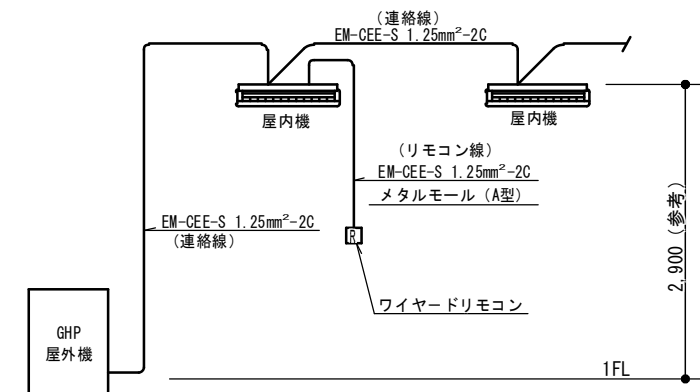 （連絡線）
EM-CEE-S 1.25mm²-2C
屋内機
屋内機
（リモコン線）
EM-CEE-S 1.25mm²-2C
メタルモール（A型）
EM-CEE-S 1.25mm²-2C
（連絡線）
R
2,900（参考）
ワイヤードリモコン
GHP
屋外機
1FL